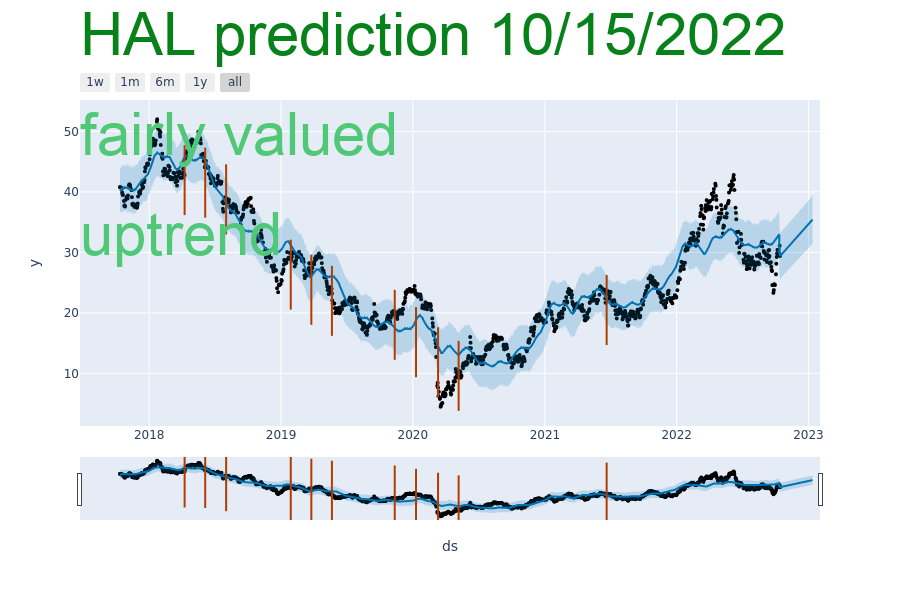 HAL prediction 10/15/2022
1w 1m 6m 1y all
fairly valued
uptrend
50
40
30
20
10
y
2018 2019 2020 2021 2022 2023
ds